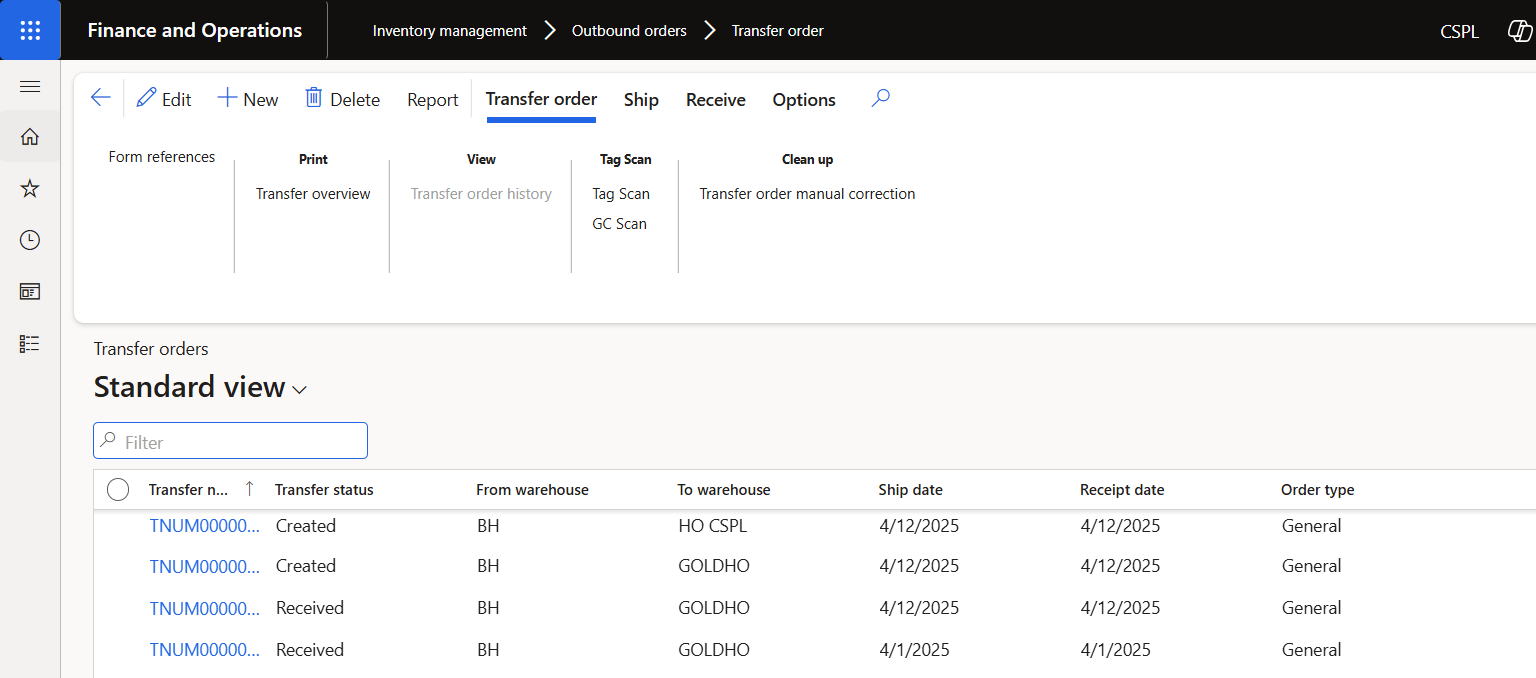 Finance and Operations Inventory management Outbound orders Transfer order CSPL
Edit New Delete Report Transfer order Ship Receive Options
Form references Print View Tag Scan Clean up
Transfer overview Transfer order history Tag Scan Transfer order manual correction
GC Scan
Transfer orders
Standard view
Filter
Transfer n... Transfer status From warehouse To warehouse Ship date Receipt date Order type
TNUM00000... Created BH HO CSPL 4/12/2025 4/12/2025 General
TNUM00000... Created BH GOLDHO 4/12/2025 4/12/2025 General
TNUM00000... Received BH GOLDHO 4/12/2025 4/12/2025 General
TNUM00000... Received BH GOLDHO 4/1/2025 4/1/2025 General